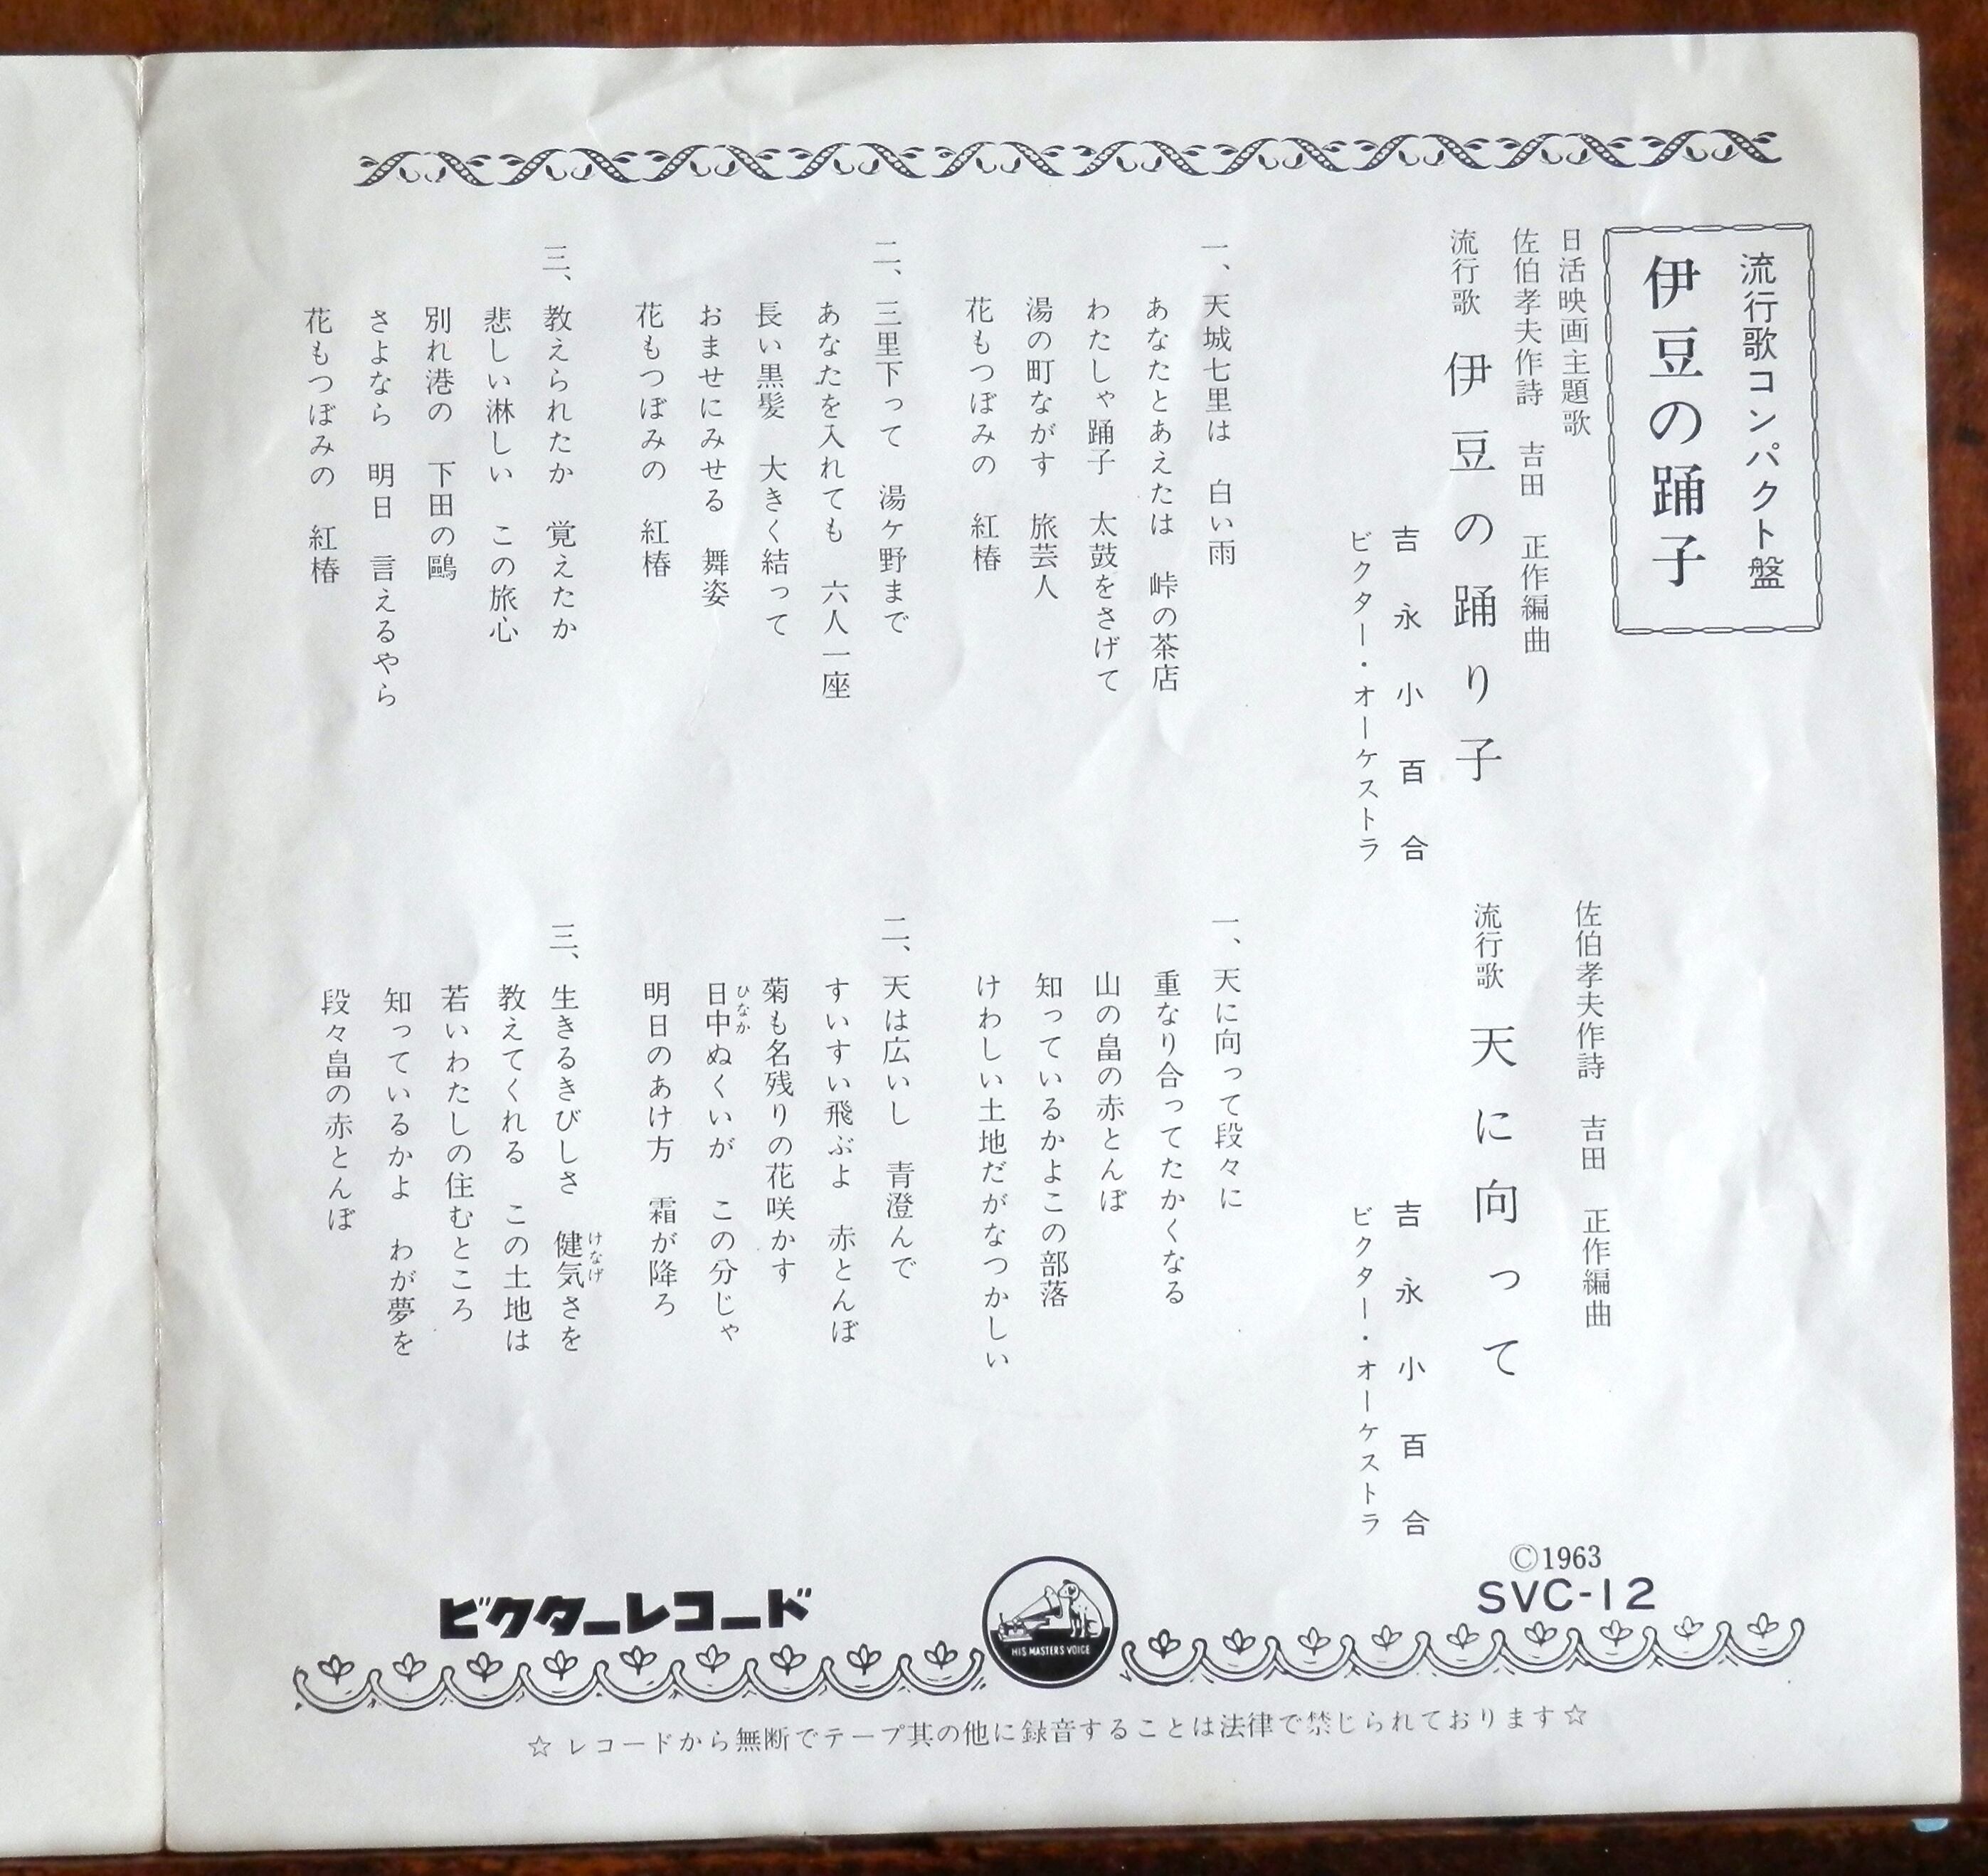 流行歌コンパクト盤
伊豆の踊子
日活映画主題歌
佐伯孝夫作詩　吉田　正作編曲
流行歌　伊豆の踊り子
吉永小百合
ビクター・オーケストラ
一、天城七里は　白い雨
あなたとあえたは　峠の茶店
わたしゃ踊子　太鼓をさげて
湯の町ながす　旅芸人
花もつぼみの　紅椿
二、三里下って　湯ケ野まで
あなたを入れても　六人一座
長い黒髪　大きく結って
おませにみせる　舞姿
花もつぼみの　紅椿
三、教えられたか　覚えたか
悲しい淋しい　この旅心
別れ港の　下田の鷗
さよなら　明日　言えるやら
花もつぼみの　紅椿
佐伯孝夫作詩　吉田　正作編曲
流行歌　天に向って
吉永小百合
ビクター・オーケストラ
一、天に向って段々に
重なり合ってたかくなる
山の畠の赤とんぼ
知っているかよこの部落
けわしい土地だがなつかしい
二、天は広いし　青澄んで
すいすい飛ぶよ　赤とんぼ
菊も名残りの花咲かす
ひなか
日中ぬくいが　この分じゃ
明日のあけ方　霜が降ろ
けなげ
三、生きるきびしさ　健気さを
教えてくれる　この土地は
若いわたしの住むところ
知っているかよ　わが夢を
段々畠の赤とんぼ
©1963
SVC-12
ビクターレコード
HIS MASTERS VOICE
☆レコードから無断でテープ其の他に録音することは法律で禁じられております☆